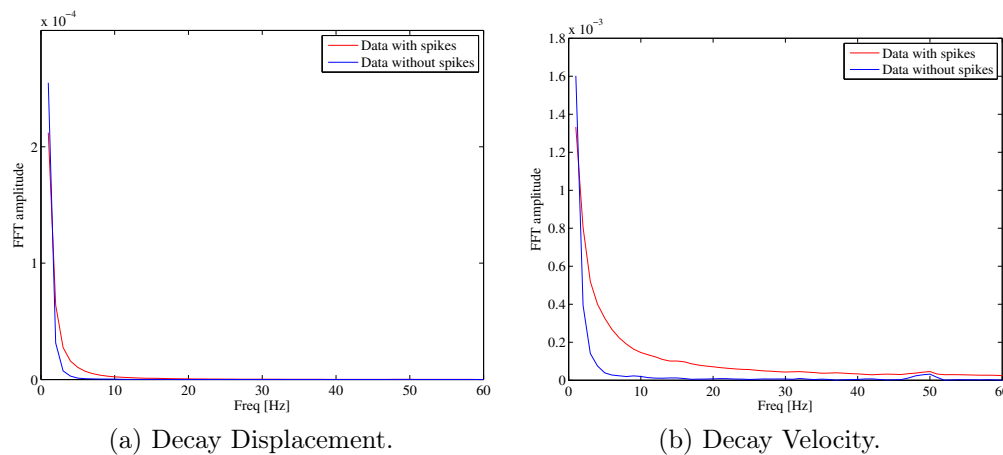 x 10⁻⁴
FFT amplitude
2
1
0
0 10 20 30 40 50 60
Freq [Hz]
Data with spikes
Data without spikes
(a) Decay Displacement.
x 10⁻³
FFT amplitude
1.8
1.6
1.4
1.2
1
0.8
0.6
0.4
0.2
0
0 10 20 30 40 50 60
Freq [Hz]
Data with spikes
Data without spikes
(b) Decay Velocity.